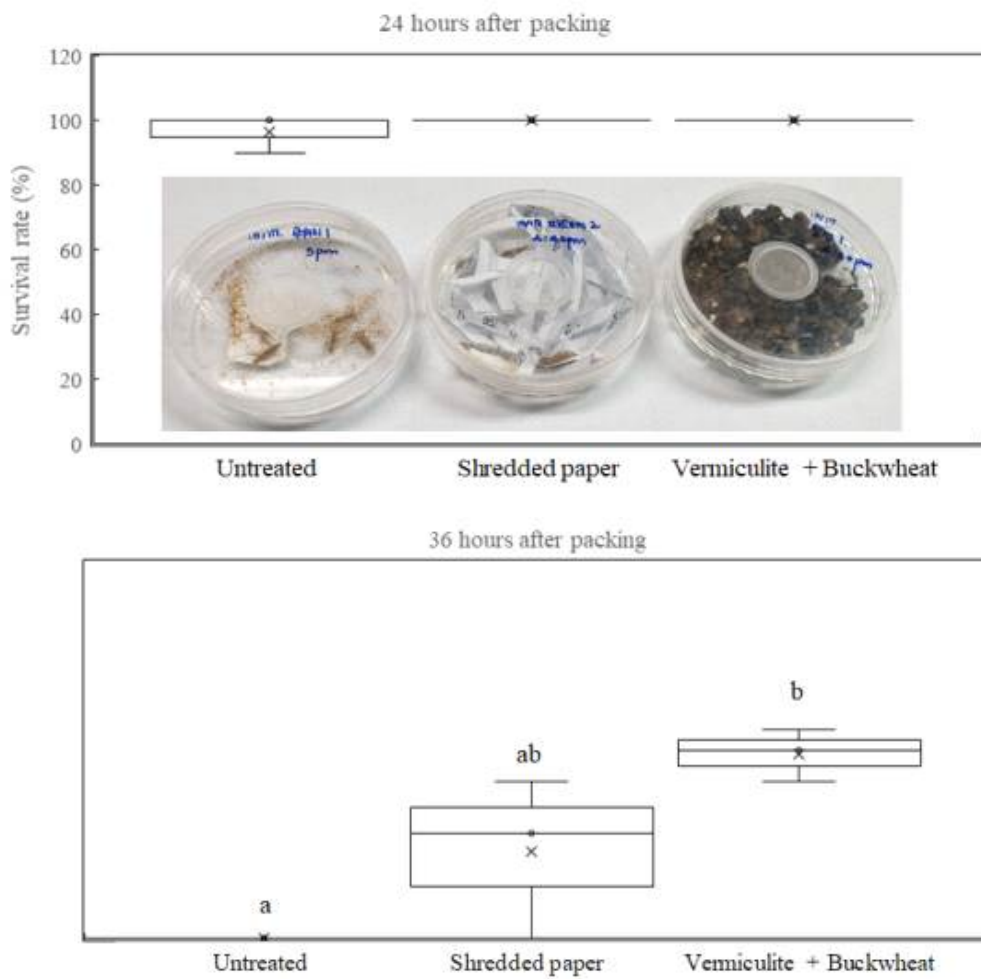 24 hours after packing
120
100
80
60
40
20
0
Survival rate (%)
5pm
Untreated
Shredded paper
Vermiculite + Buckwheat
36 hours after packing
a
ab
b
Untreated
Shredded paper
Vermiculite + Buckwheat